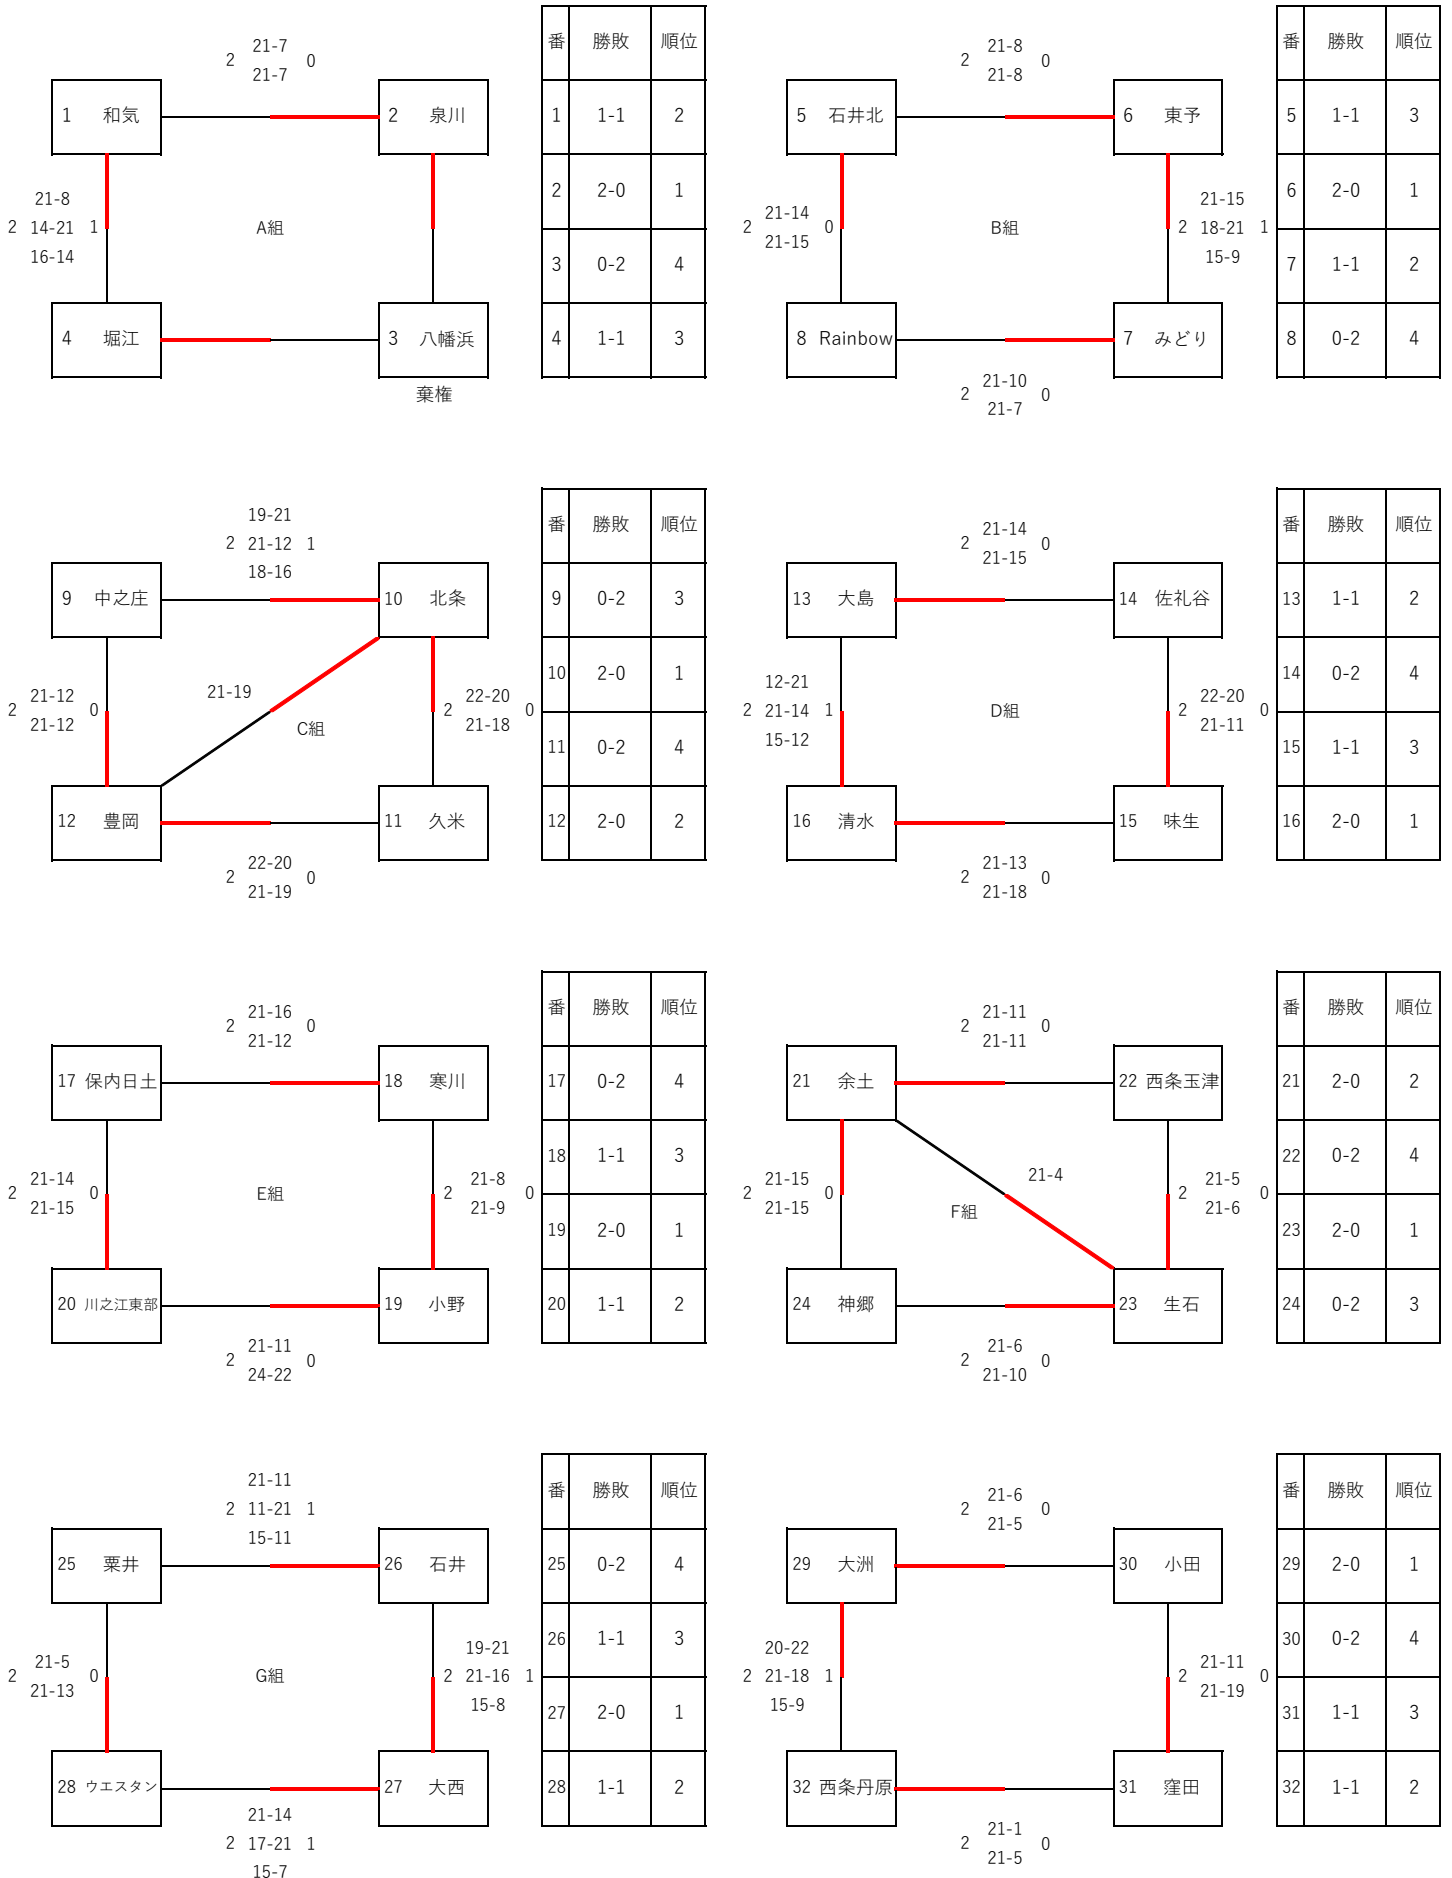 21-7
2 0
21-7
1 和気
2 泉川
21-8
2 14-21 1
16-14
A組
4 堀江
3 八幡浜
棄権
番 勝敗 順位
1 1-1 2
2 2-0 1
3 0-2 4
4 1-1 3
21-8
2 0
21-8
5 石井北
6 東予
21-14
2 0
21-15
B組
21-15
2 18-21 1
15-9
8 Rainbow
7 みどり
21-10
2 0
21-7
番 勝敗 順位
5 1-1 3
6 2-0 1
7 1-1 2
8 0-2 4
19-21
2 21-12 1
18-16
9 中之庄
10 北条
21-12
2 0
21-12
21-19
C組
22-20
2 0
21-18
12 豊岡
11 久米
22-20
2 0
21-19
番 勝敗 順位
9 0-2 3
10 2-0 1
11 0-2 4
12 2-0 2
21-14
2 0
21-15
13 大島
14 佐礼谷
12-21
2 21-14 1
15-12
D組
22-20
2 0
21-11
16 清水
15 味生
21-13
2 0
21-18
番 勝敗 順位
13 1-1 2
14 0-2 4
15 1-1 3
16 2-0 1
21-16
2 0
21-12
17 保内日土
18 寒川
21-14
2 0
21-15
E組
21-8
2 0
21-9
20 川之江東部
19 小野
21-11
2 0
24-22
番 勝敗 順位
17 0-2 4
18 1-1 3
19 2-0 1
20 1-1 2
21-11
2 0
21-11
21 余土
22 西条玉津
21-15
2 0
21-15
21-4
F組
21-5
2 0
21-6
24 神郷
23 生石
21-6
2 0
21-10
番 勝敗 順位
21 2-0 2
22 0-2 4
23 2-0 1
24 0-2 3
21-11
2 11-21 1
15-11
25 粟井
26 石井
21-5
2 0
21-13
G組
19-21
2 21-16 1
15-8
28 ウエスタン
27 大西
21-14
2 17-21 1
15-7
番 勝敗 順位
25 0-2 4
26 1-1 3
27 2-0 1
28 1-1 2
21-6
2 0
21-5
29 大洲
30 小田
20-22
2 21-18 1
15-9
21-11
2 0
21-19
32 西条丹原
31 窪田
21-1
2 0
21-5
番 勝敗 順位
29 2-0 1
30 0-2 4
31 1-1 3
32 1-1 2